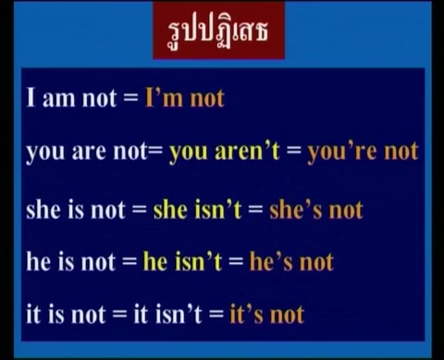 รูปปฏิเสธ
I am not = I'm not
you are not= you aren't = you're not
she is not = she isn't = she's not
he is not = he isn't = he's not
it is not = it isn't = it's not